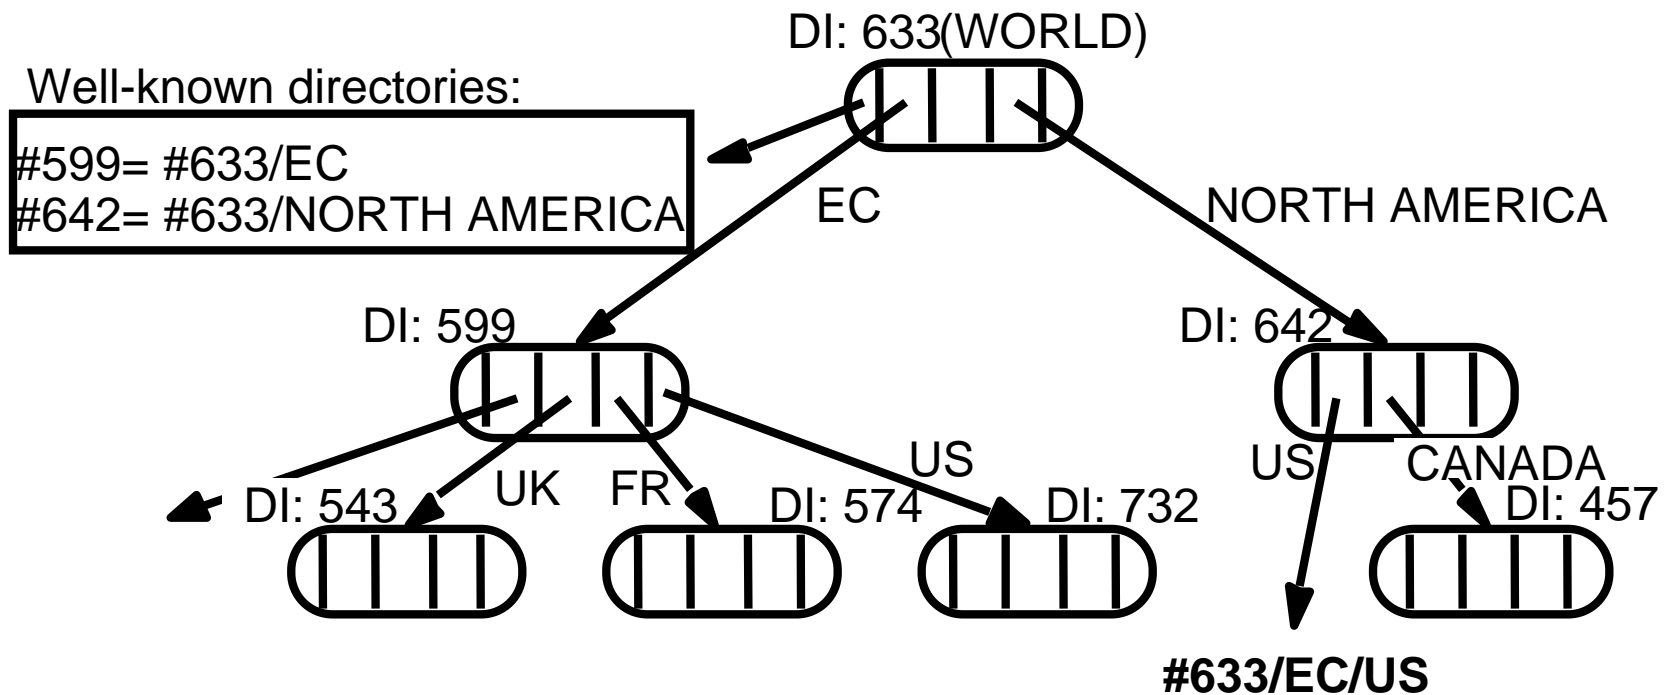 DI: 633(WORLD)
Well-known directories:
#599= #633/EC
#642= #633/NORTH AMERICA
EC
NORTH AMERICA
DI: 599
DI: 642
US
US
CANADA
UK
FR
DI: 543
DI: 574
DI: 732
DI: 457
#633/EC/US